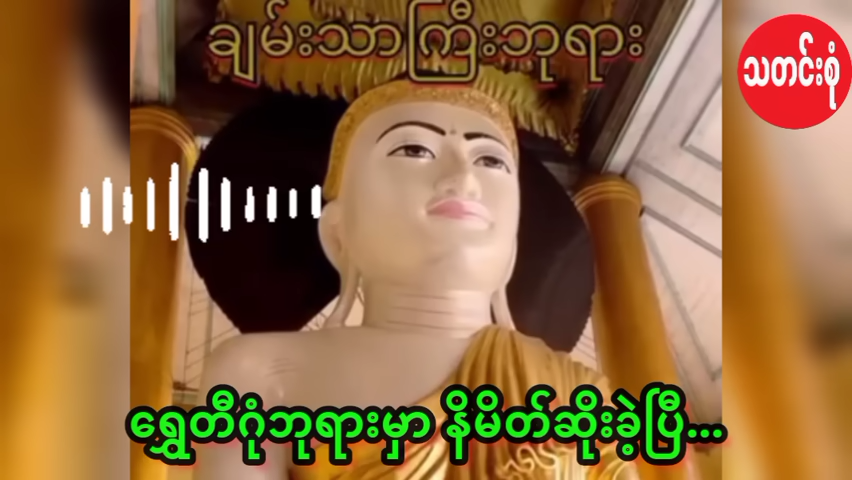 ချမ်းသာကြီးဘုရား
သတင်းစုံ
ရွှေတီဂုံဘုရားမှာ နိမိတ်ဆိုးခဲ့ပြီ...